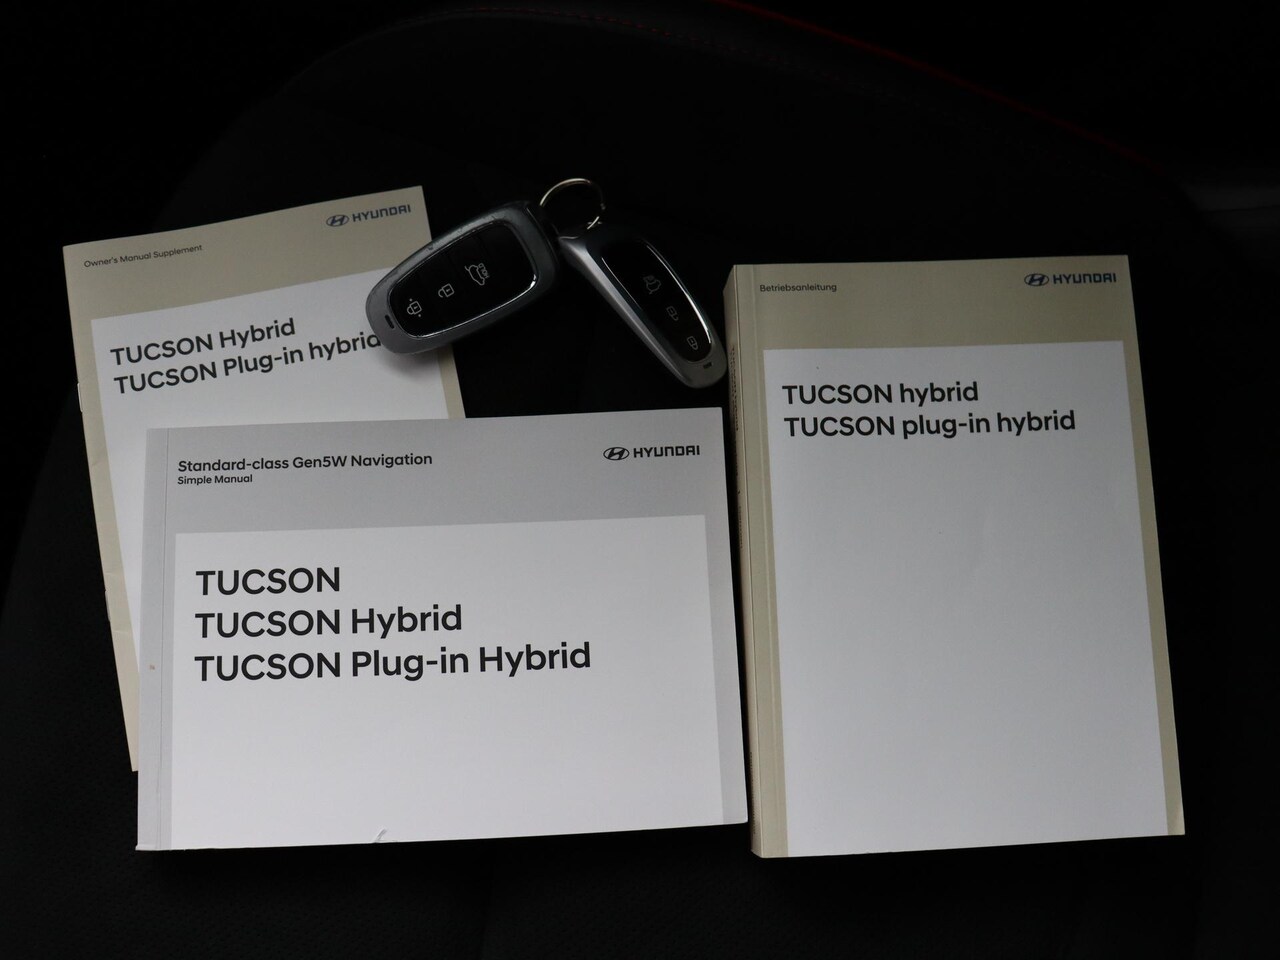 HYUNDAI
Owner's Manual Supplement
TUCSON Hybrid
TUCSON Plug-in hybrid
Standard-class Gen5W Navigation
Simple Manual
HYUNDAI
TUCSON
TUCSON Hybrid
TUCSON Plug-in Hybrid
Betriebsanleitung
HYUNDAI
TUCSON hybrid
TUCSON plug-in hybrid